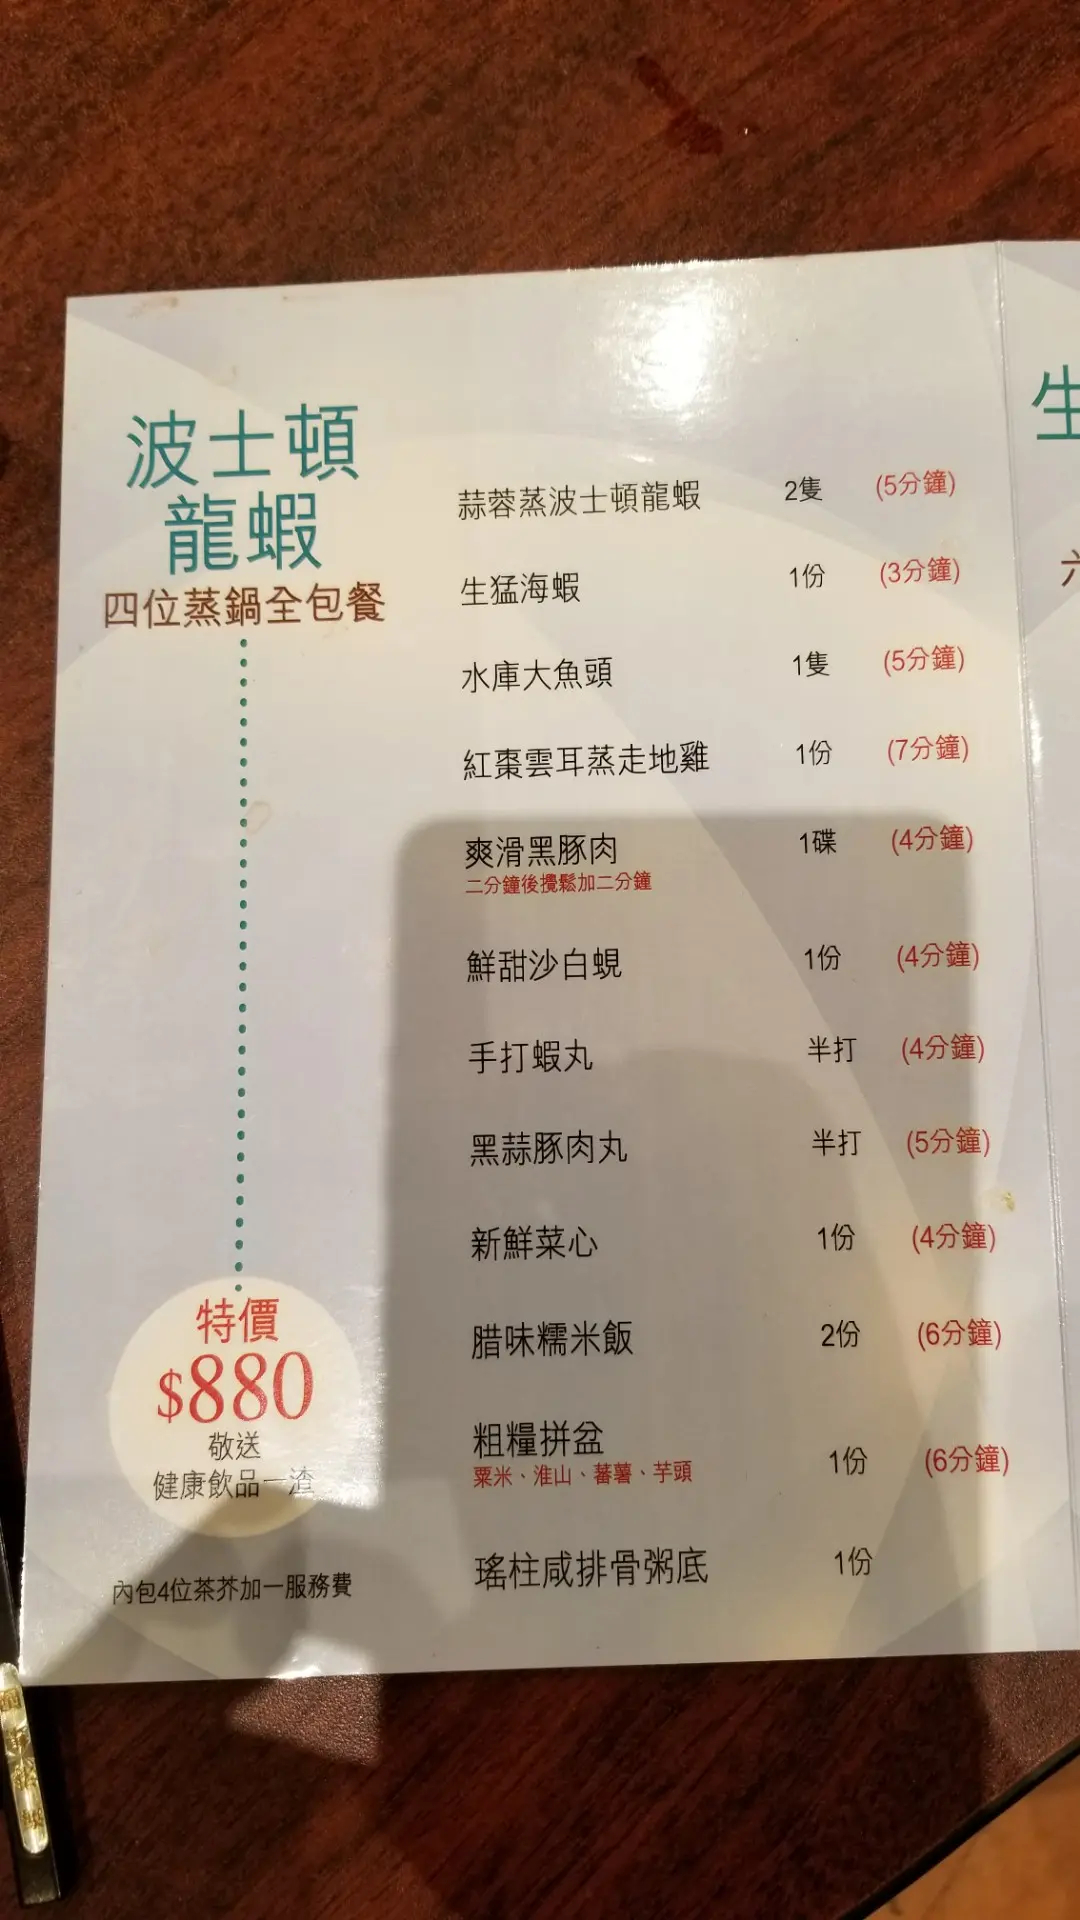 波士頓
龍蝦
四位蒸鍋全包餐
蒜蓉蒸波士頓龍蝦 2隻 (5分鐘)
生猛海蝦 1份 (3分鐘)
水庫大魚頭 1隻 (5分鐘)
紅棗雲耳蒸走地雞 1份 (7分鐘)
爽滑黑豚肉 1碟 (4分鐘)
二分鐘後攪鬆加二分鐘
鮮甜沙白蜆 1份 (4分鐘)
手打蝦丸 半打 (4分鐘)
黑蒜豚肉丸 半打 (5分鐘)
新鮮菜心 1份 (4分鐘)
腊味糯米飯 2份 (6分鐘)
粗糧拼盆 1份 (6分鐘)
粟米、淮山、蕃薯、芋頭
瑤柱咸排骨粥底 1份
特價
$880
敬送
健康飲品一渣
內包4位茶芥加一服務費
生